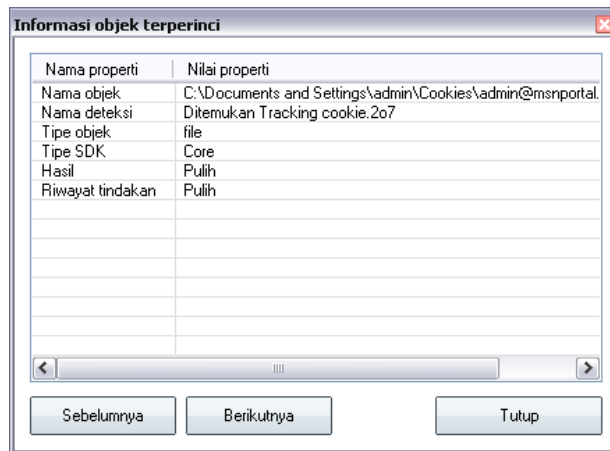 Informasi objek terperinci
Nama properti Nilai properti
Nama objek C:\Documents and Settings\admin\Cookies\admin@msnportal.
Nama deteksi Ditemukan Tracking cookie.2o7
Tipe objek file
Tipe SDK Core
Hasil Pulih
Riwayat tindakan Pulih
Sebelumnya Berikutnya Tutup